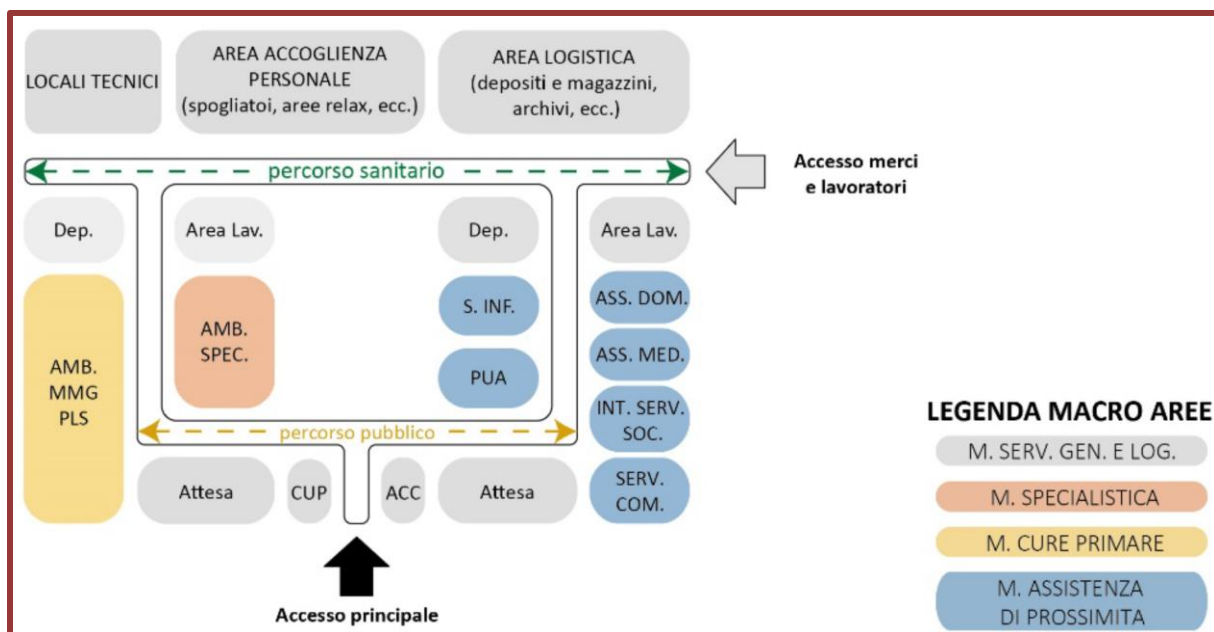 LOCALI TECNICI
AREA ACCOGLIENZA
PERSONALE
(spogliatoi, aree relax, ecc.)
AREA LOGISTICA
(depositi e magazzini,
archivi, ecc.)
percorso sanitario
Accesso merci
e lavoratori
Dep.
Area Lav.
Dep.
Area Lav.
AMB.
MMG
PLS
AMB.
SPEC.
S. INF.
PUA
ASS. DOM.
ASS. MED.
INT. SERV.
SOC.
SERV.
COM.
percorso pubblico
Attesa
CUP
ACC
Attesa
Accesso principale
LEGENDA MACRO AREE
M. SERV. GEN. E LOG.
M. SPECIALISTICA
M. CURE PRIMARE
M. ASSISTENZA
DI PROSSIMITA